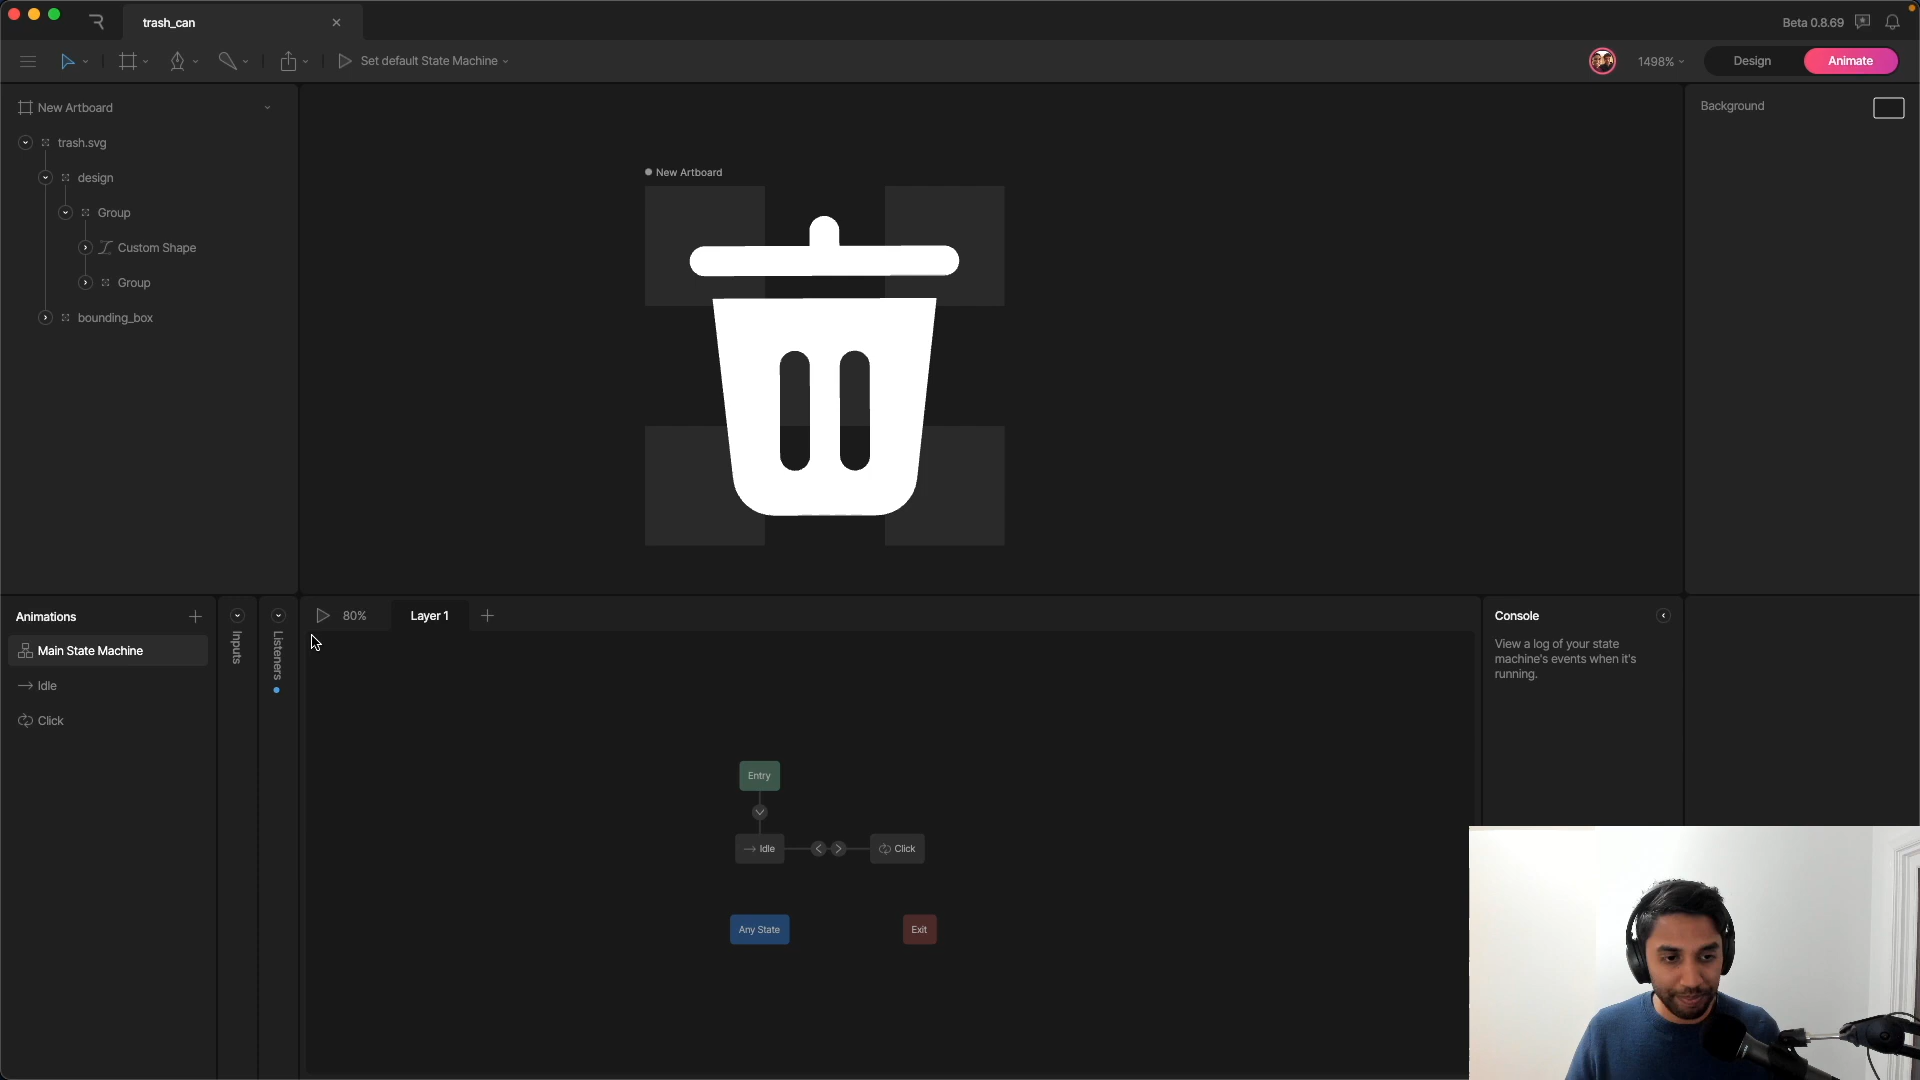 trash_can
Beta 0.8.69
Set default State Machine
1498%
Design
Animate
New Artboard
trash.svg
design
Group
Custom Shape
Group
bounding_box
New Artboard
Background
Animations
Main State Machine
Idle
Click
Inputs
Listeners
80%
Layer 1
Entry
Idle
Click
Any State
Exit
Console
View a log of your state
machine's events when it's
running.